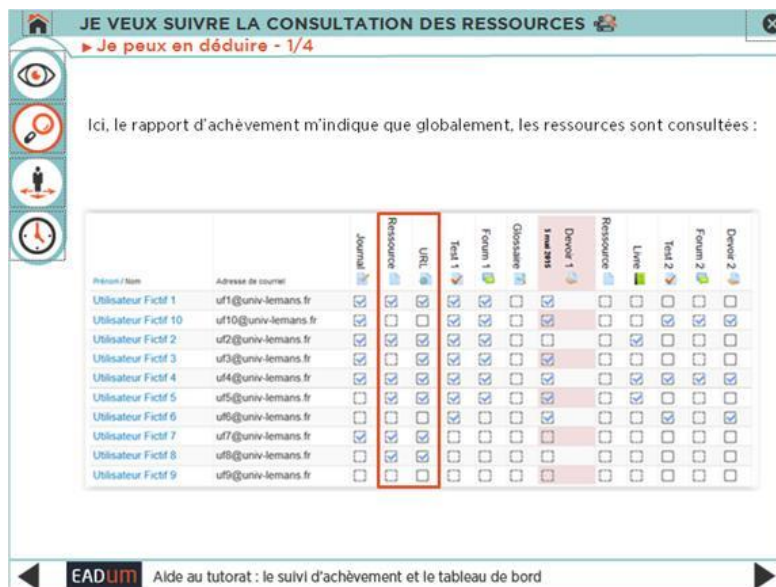 JE VEUX SUIVRE LA CONSULTATION DES RESSOURCES
Je peux en déduire - 1/4
Ici, le rapport d'achèvement m'indique que globalement, les ressources sont consultées :
Prénom / Nom Adresse de courriel Journal Ressource URL Test 1 Forum 1 Glossaire 5 mai 2015 Devoir 1 Ressource Livre Test 2 Forum 2 Devoir 2
Utilisateur Fictif 1 uf1@univ-lemans.fr
Utilisateur Fictif 10 uf10@univ-lemans.fr
Utilisateur Fictif 2 uf2@univ-lemans.fr
Utilisateur Fictif 3 uf3@univ-lemans.fr
Utilisateur Fictif 4 uf4@univ-lemans.fr
Utilisateur Fictif 5 uf5@univ-lemans.fr
Utilisateur Fictif 6 uf6@univ-lemans.fr
Utilisateur Fictif 7 uf7@univ-lemans.fr
Utilisateur Fictif 8 uf8@univ-lemans.fr
Utilisateur Fictif 9 uf9@univ-lemans.fr
EADum Aide au tutorat : le suivi d'achèvement et le tableau de bord